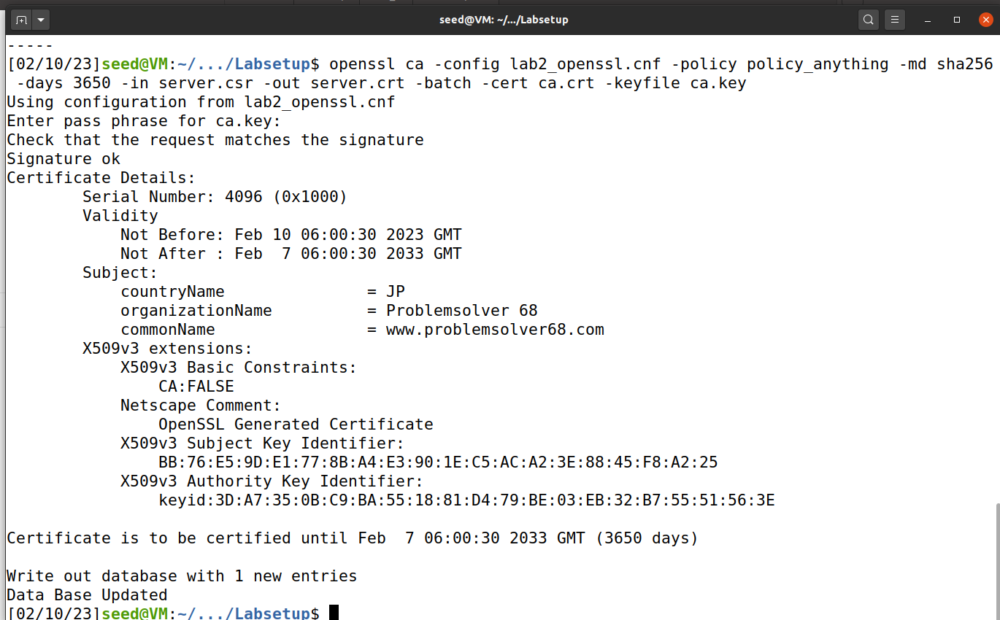 seed@VM: ~/.../Labsetup
-----
[02/10/23]seed@VM:~/.../Labsetup$ openssl ca -config lab2_openssl.cnf -policy policy_anything -md sha256
 -days 3650 -in server.csr -out server.crt -batch -cert ca.crt -keyfile ca.key
Using configuration from lab2_openssl.cnf
Enter pass phrase for ca.key:
Check that the request matches the signature
Signature ok
Certificate Details:
        Serial Number: 4096 (0x1000)
        Validity
            Not Before: Feb 10 06:00:30 2023 GMT
            Not After : Feb  7 06:00:30 2033 GMT
        Subject:
            countryName               = JP
            organizationName          = Problemsolver 68
            commonName                = www.problemsolver68.com
        X509v3 extensions:
            X509v3 Basic Constraints:
                CA:FALSE
            Netscape Comment:
                OpenSSL Generated Certificate
            X509v3 Subject Key Identifier:
                BB:76:E5:9D:E1:77:8B:A4:E3:90:1E:C5:AC:A2:3E:88:45:F8:A2:25
            X509v3 Authority Key Identifier:
                keyid:3D:A7:35:0B:C9:BA:55:18:81:D4:79:BE:03:EB:32:B7:55:51:56:3E
Certificate is to be certified until Feb  7 06:00:30 2033 GMT (3650 days)
Write out database with 1 new entries
Data Base Updated
[02/10/23]seed@VM:~/.../Labsetup$